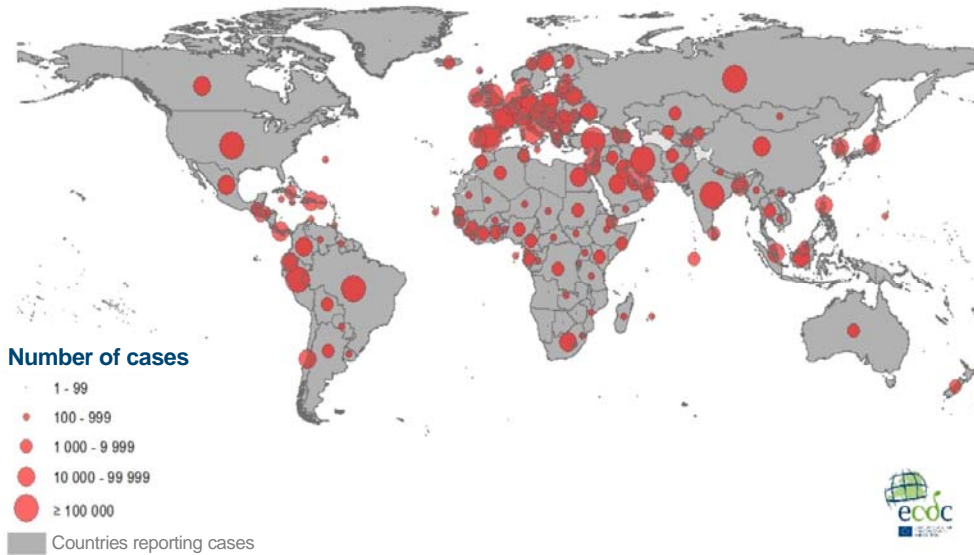 Number of cases
1 - 99
100 - 999
1 000 - 9 999
10 000 - 99 999
≥ 100 000
Countries reporting cases
ecdc